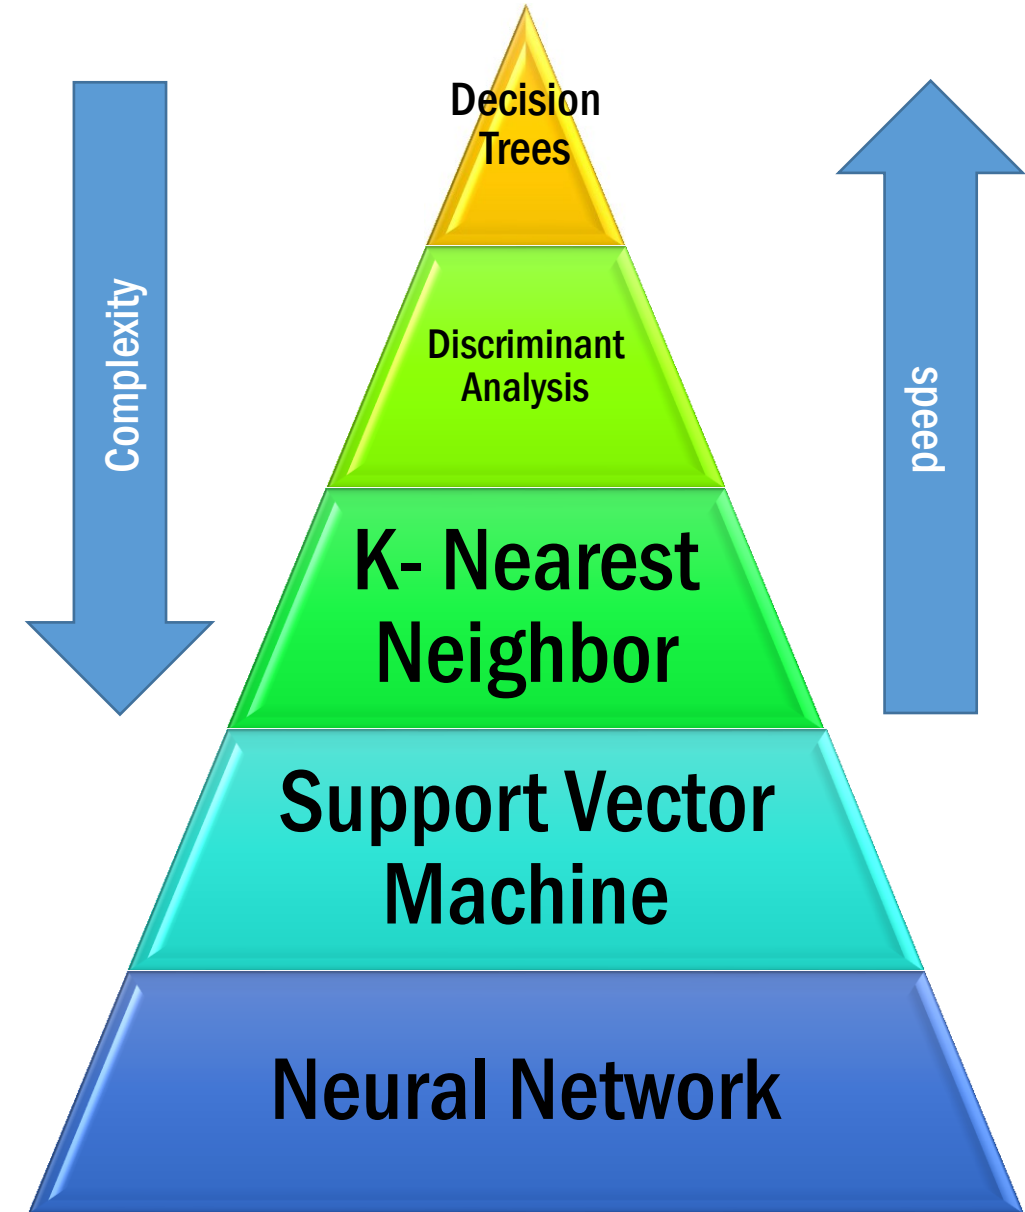 Decision
Trees
Complexity
Discriminant
Analysis
speed
K- Nearest
Neighbor
Support Vector
Machine
Neural Network